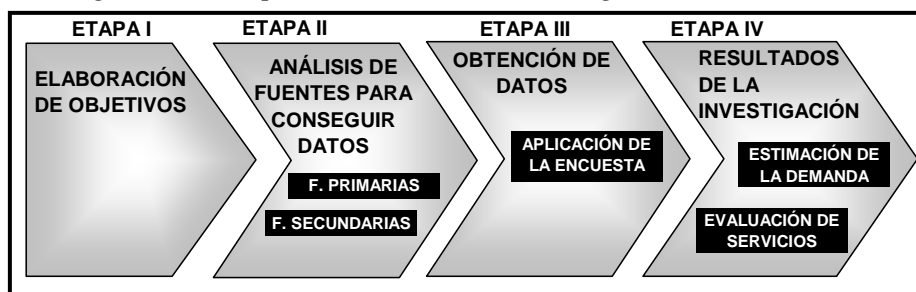 ETAPA I
ELABORACIÓN
DE OBJETIVOS
ETAPA II
ANÁLISIS DE
FUENTES PARA
CONSEGUIR
DATOS
F. PRIMARIAS
F. SECUNDARIAS
ETAPA III
OBTENCIÓN DE
DATOS
APLICACIÓN DE
LA ENCUESTA
ETAPA IV
RESULTADOS
DE LA
INVESTIGACIÓN
ESTIMACIÓN DE
LA DEMANDA
EVALUACIÓN DE
SERVICIOS